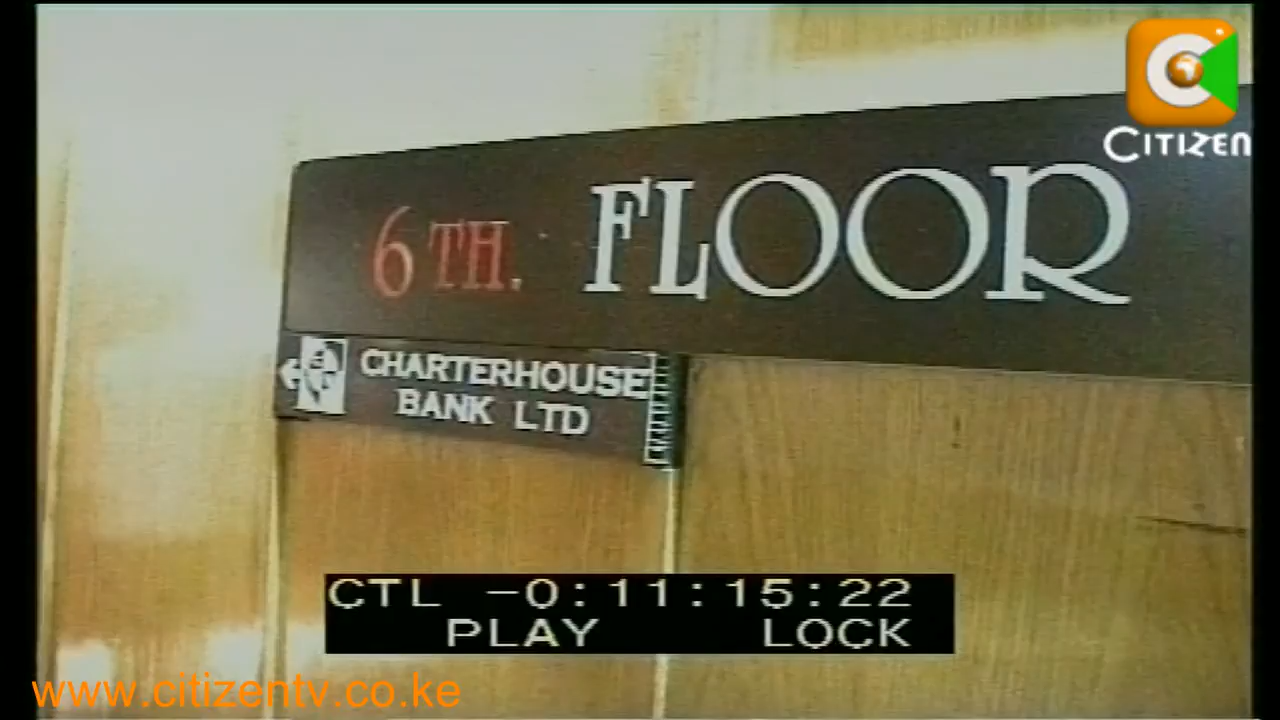 CITIZEN
6TH. FLOOR
CHARTERHOUSE
BANK LTD
CTL -0:11:15:22
PLAY LOCK
www.citizentv.co.ke